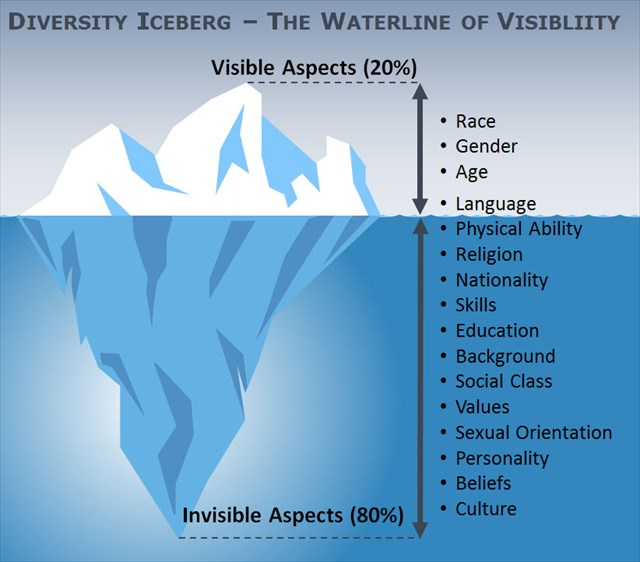 DIVERSITY ICEBERG – THE WATERLINE OF VISIBLIITY
Visible Aspects (20%)
• Race
• Gender
• Age
• Language
• Physical Ability
• Religion
• Nationality
• Skills
• Education
• Background
• Social Class
• Values
• Sexual Orientation
• Personality
• Beliefs
• Culture
Invisible Aspects (80%)